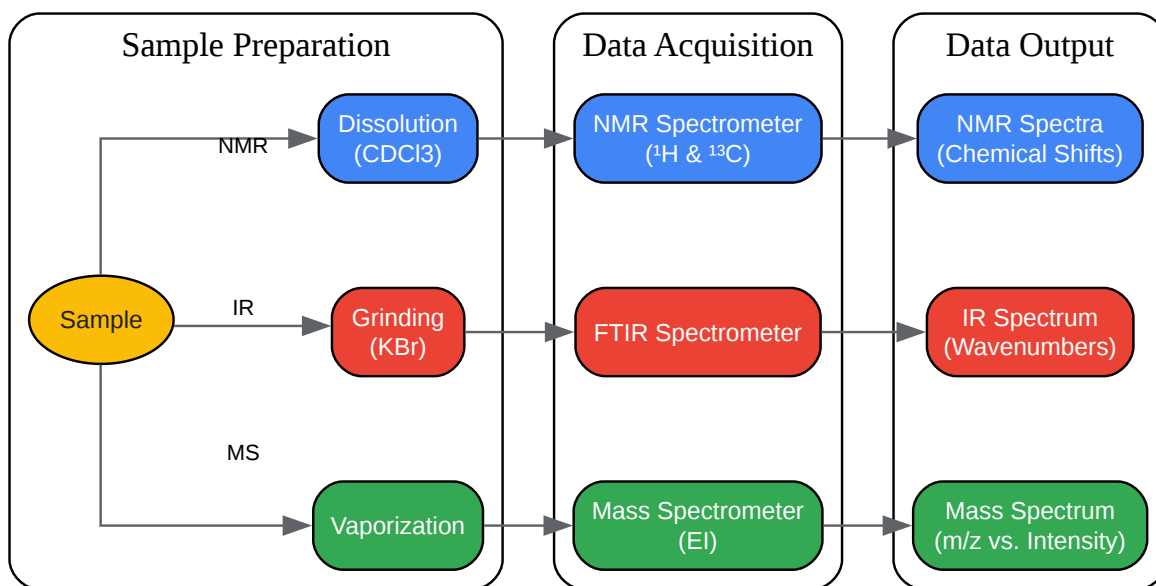 Sample Preparation
Data Acquisition
Data Output
NMR
Dissolution
(CDCl3)
NMR Spectrometer
(¹H & ¹³C)
NMR Spectra
(Chemical Shifts)
Sample
IR
Grinding
(KBr)
FTIR Spectrometer
IR Spectrum
(Wavenumbers)
MS
Vaporization
Mass Spectrometer
(EI)
Mass Spectrum
(m/z vs. Intensity)